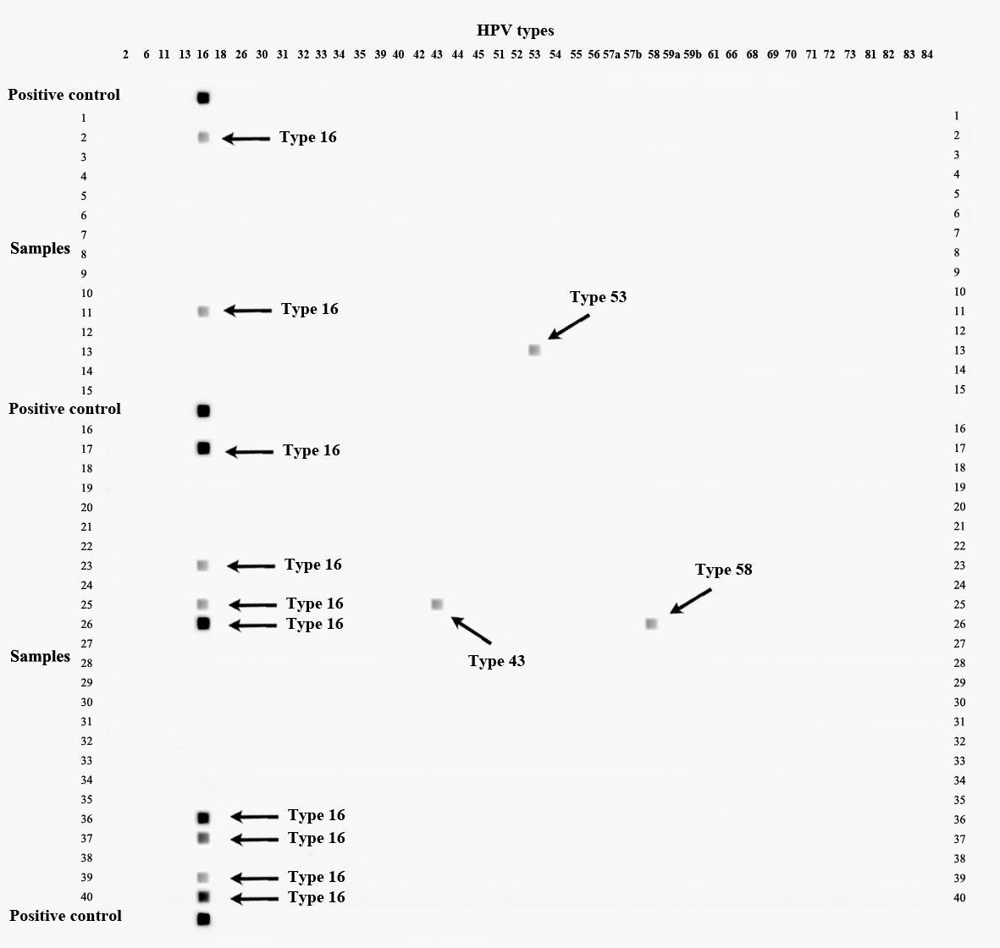 HPV types
2 6 11 13 16 18 26 30 31 32 33 34 35 39 40 42 43 44 45 51 52 53 54 55 56 57a 57b 58 59a 59b 61 66 68 69 70 71 72 73 81 82 83 84
Positive control
1 1
2 Type 16 2
3 3
4 4
5 5
6 6
7 7
Samples
8 8
9 9
10 10
Type 53
11 Type 16 11
12 12
13 13
14 14
15 15
Positive control
16 16
17 Type 16 17
18 18
19 19
20 20
21 21
22 22
23 Type 16 23
Type 58
24 24
25 Type 16 25
26 Type 16 26
27 27
Samples
28 Type 43 28
29 29
30 30
31 31
32 32
33 33
34 34
35 35
36 Type 16 36
37 Type 16 37
38 38
39 Type 16 39
40 Type 16 40
Positive control